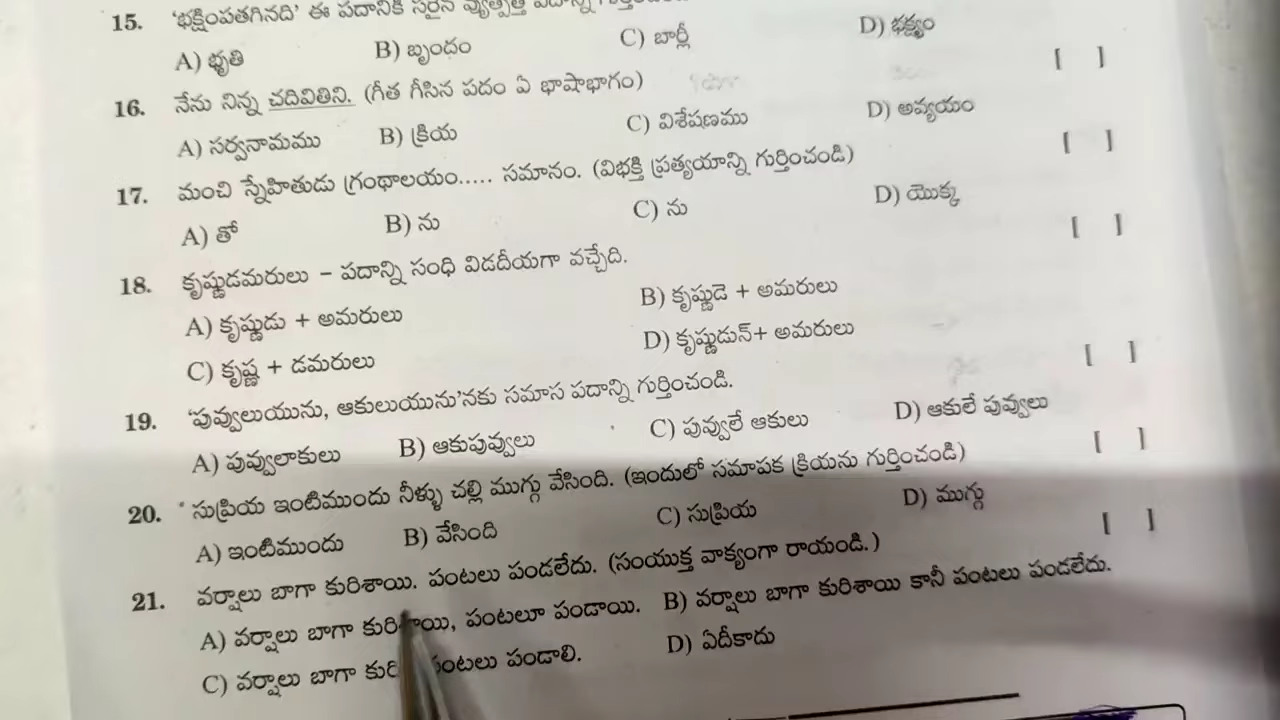 15. 'భక్షింపతగినది' ఈ పదానికి సరైన వ్యుత్పత్తి
A) భృతి B) బృందం C) బార్లీ D) భక్ష్యం [ ]
16. నేను నిన్న చదివితిని. (గీత గీసిన పదం ఏ భాషాభాగం)
A) సర్వనామము B) క్రియ C) విశేషణము D) అవ్యయం [ ]
17. మంచి స్నేహితుడు గ్రంథాలయం..... సమానం. (విభక్తి ప్రత్యయాన్ని గుర్తించండి)
A) తో B) ను C) ను D) యొక్క [ ]
18. కృష్ణుడమరులు – పదాన్ని సంధి విడదీయగా వచ్చేది.
A) కృష్ణుడు + అమరులు B) కృష్ణుడె + అమరులు
C) కృష్ణ + డమరులు D) కృష్ణుడున్+ అమరులు [ ]
19. 'పువ్వులుయును, ఆకులుయును'నకు సమాస పదాన్ని గుర్తించండి.
A) పువ్వులాకులు B) ఆకుపువ్వులు C) పువ్వులే ఆకులు D) ఆకులే పువ్వులు [ ]
20. సుప్రియ ఇంటిముందు నీళ్ళు చల్లి ముగ్గు వేసింది. (ఇందులో సమాపక క్రియను గుర్తించండి)
A) ఇంటిముందు B) వేసింది C) సుప్రియ D) ముగ్గు [ ]
21. వర్షాలు బాగా కురిశాయి. పంటలు పండలేదు. (సంయుక్త వాక్యంగా రాయండి.)
A) వర్షాలు బాగా కురిశాయి, పంటలూ పండాయి. B) వర్షాలు బాగా కురిశాయి కానీ పంటలు పండలేదు.
C) వర్షాలు బాగా పంటలు పండాలి. D) ఏదీకాదు